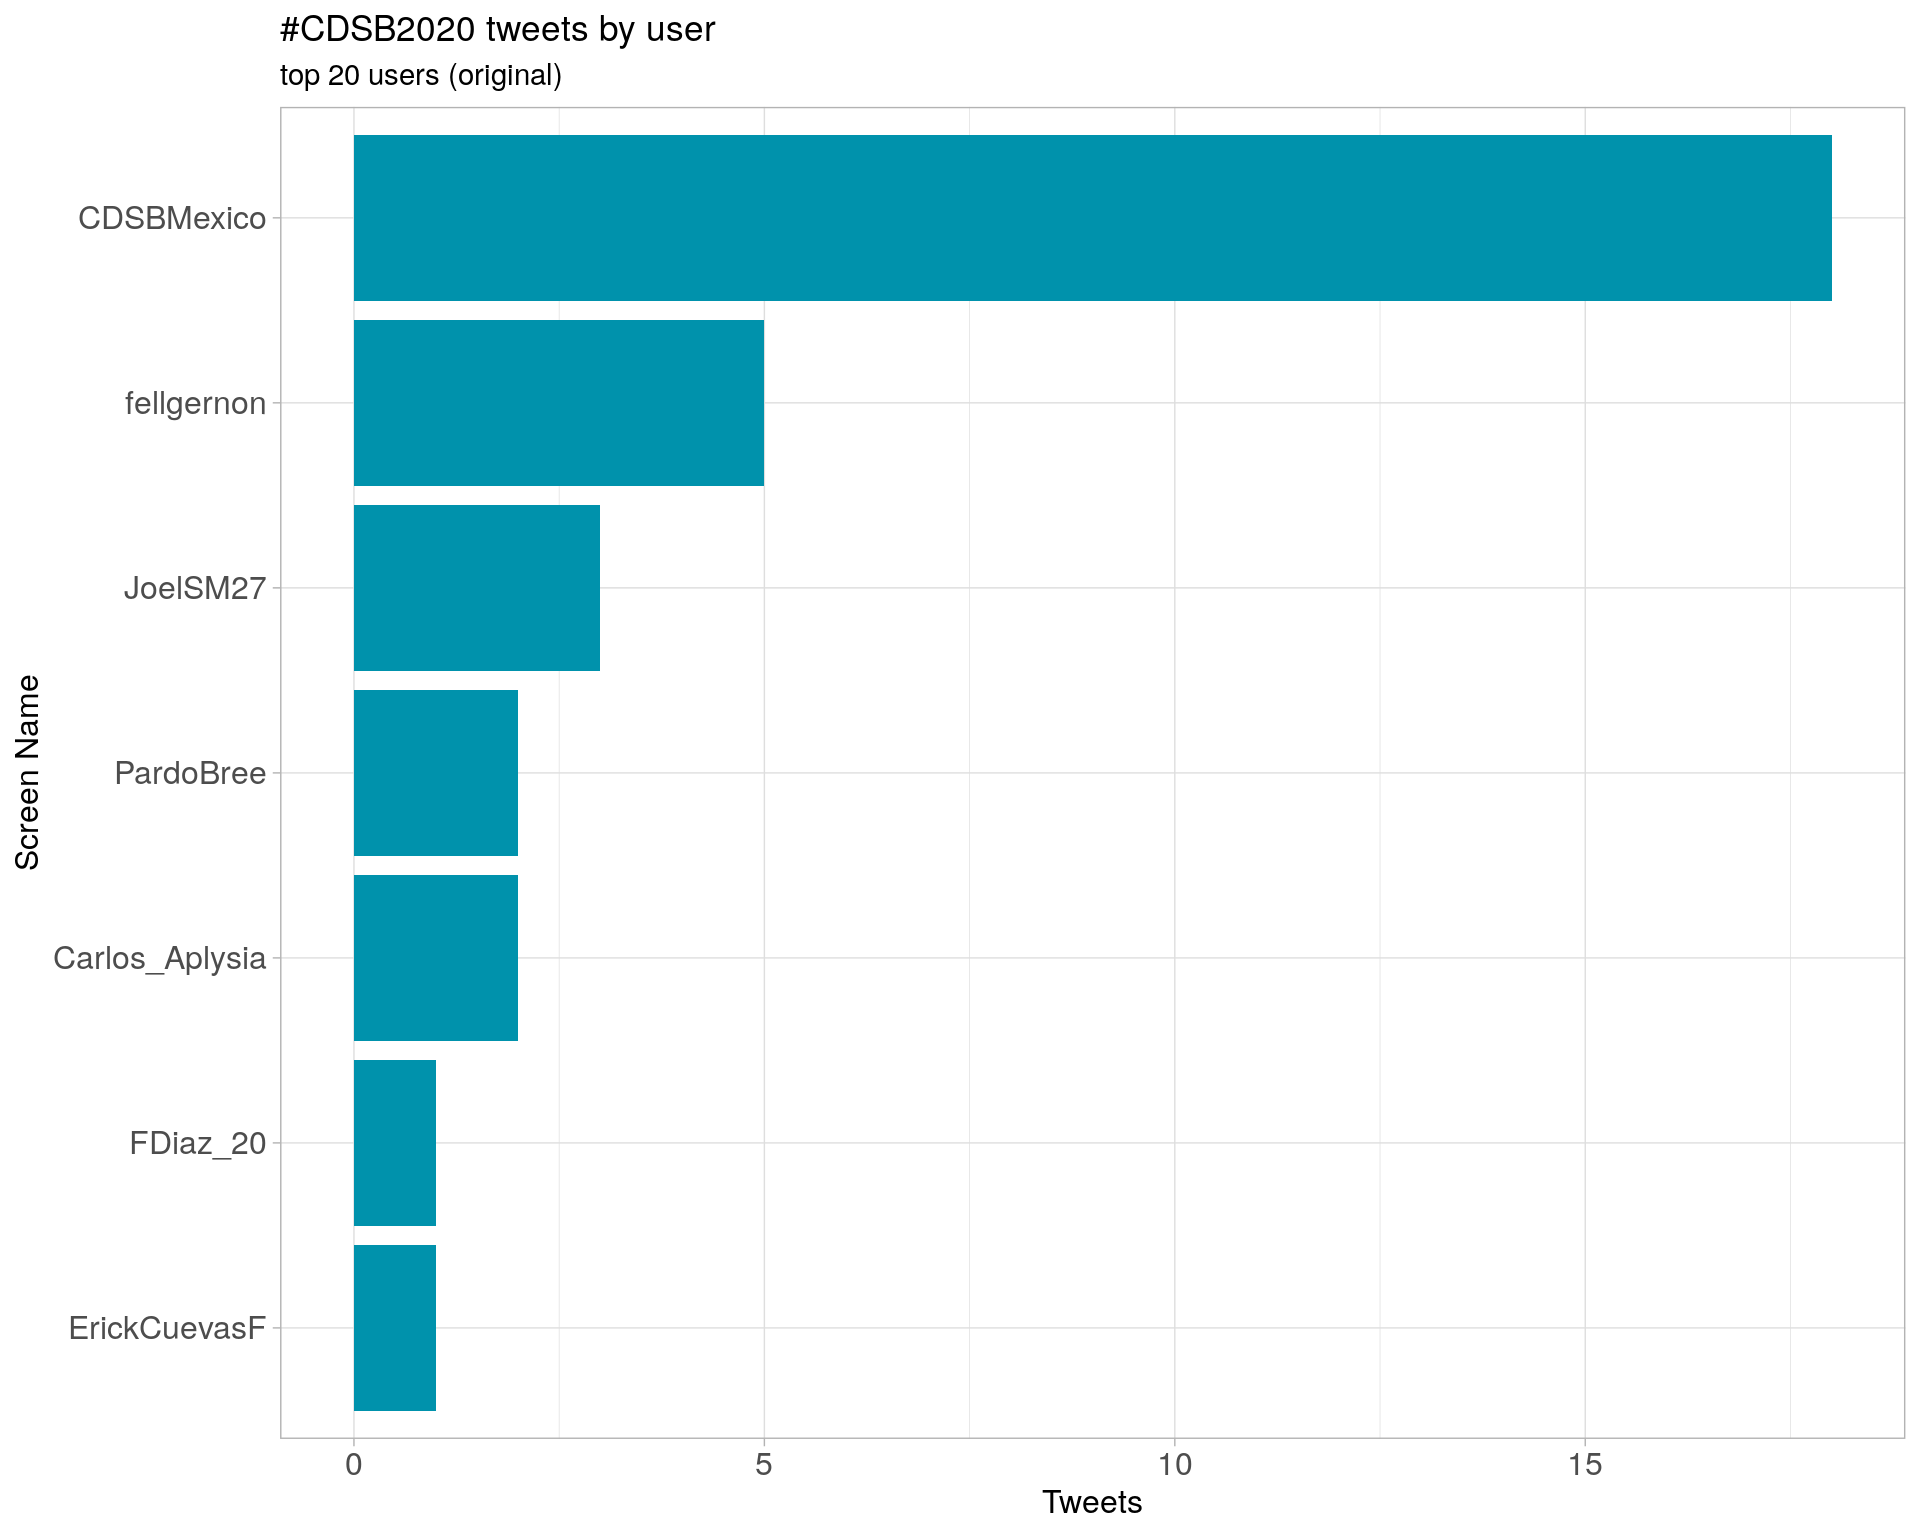 #CDSB2020 tweets by user
top 20 users (original)
Screen Name
CDSBMexico
fellgernon
JoelSM27
PardoBree
Carlos_Aplysia
FDiaz_20
ErickCuevasF
0 5 10 15
Tweets